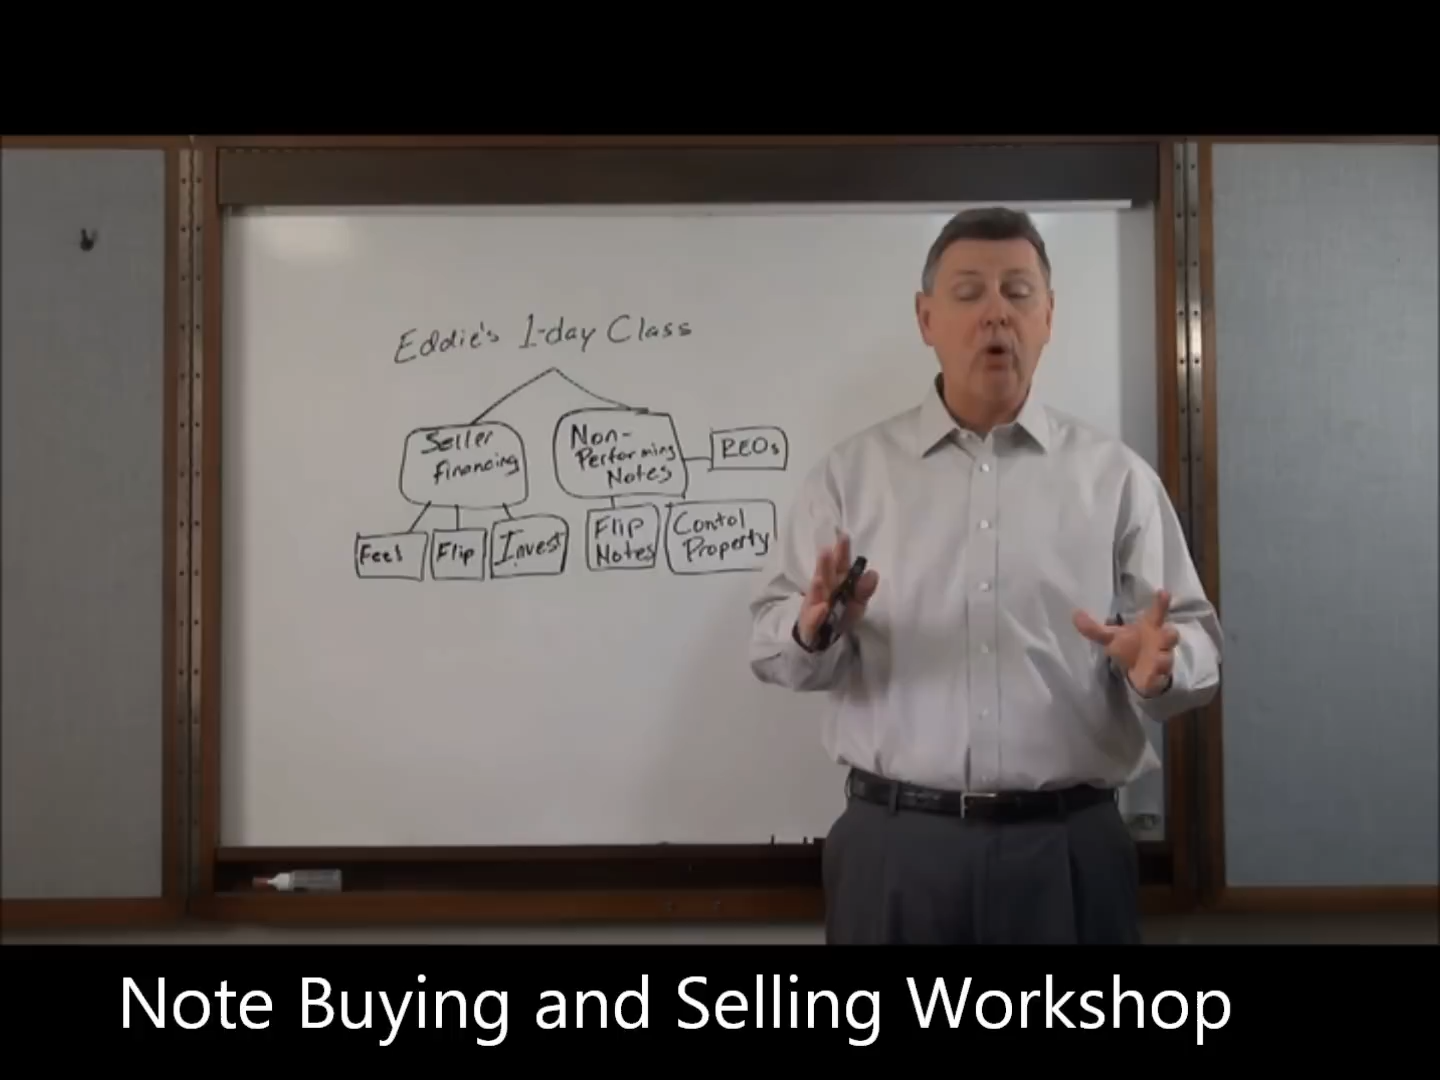 Eddie's 1-day Class
Seller
financing
Non-
Performing
Notes
REOs
Flip
Invest
Flip
Notes
Contol
Property
Note Buying and Selling Workshop